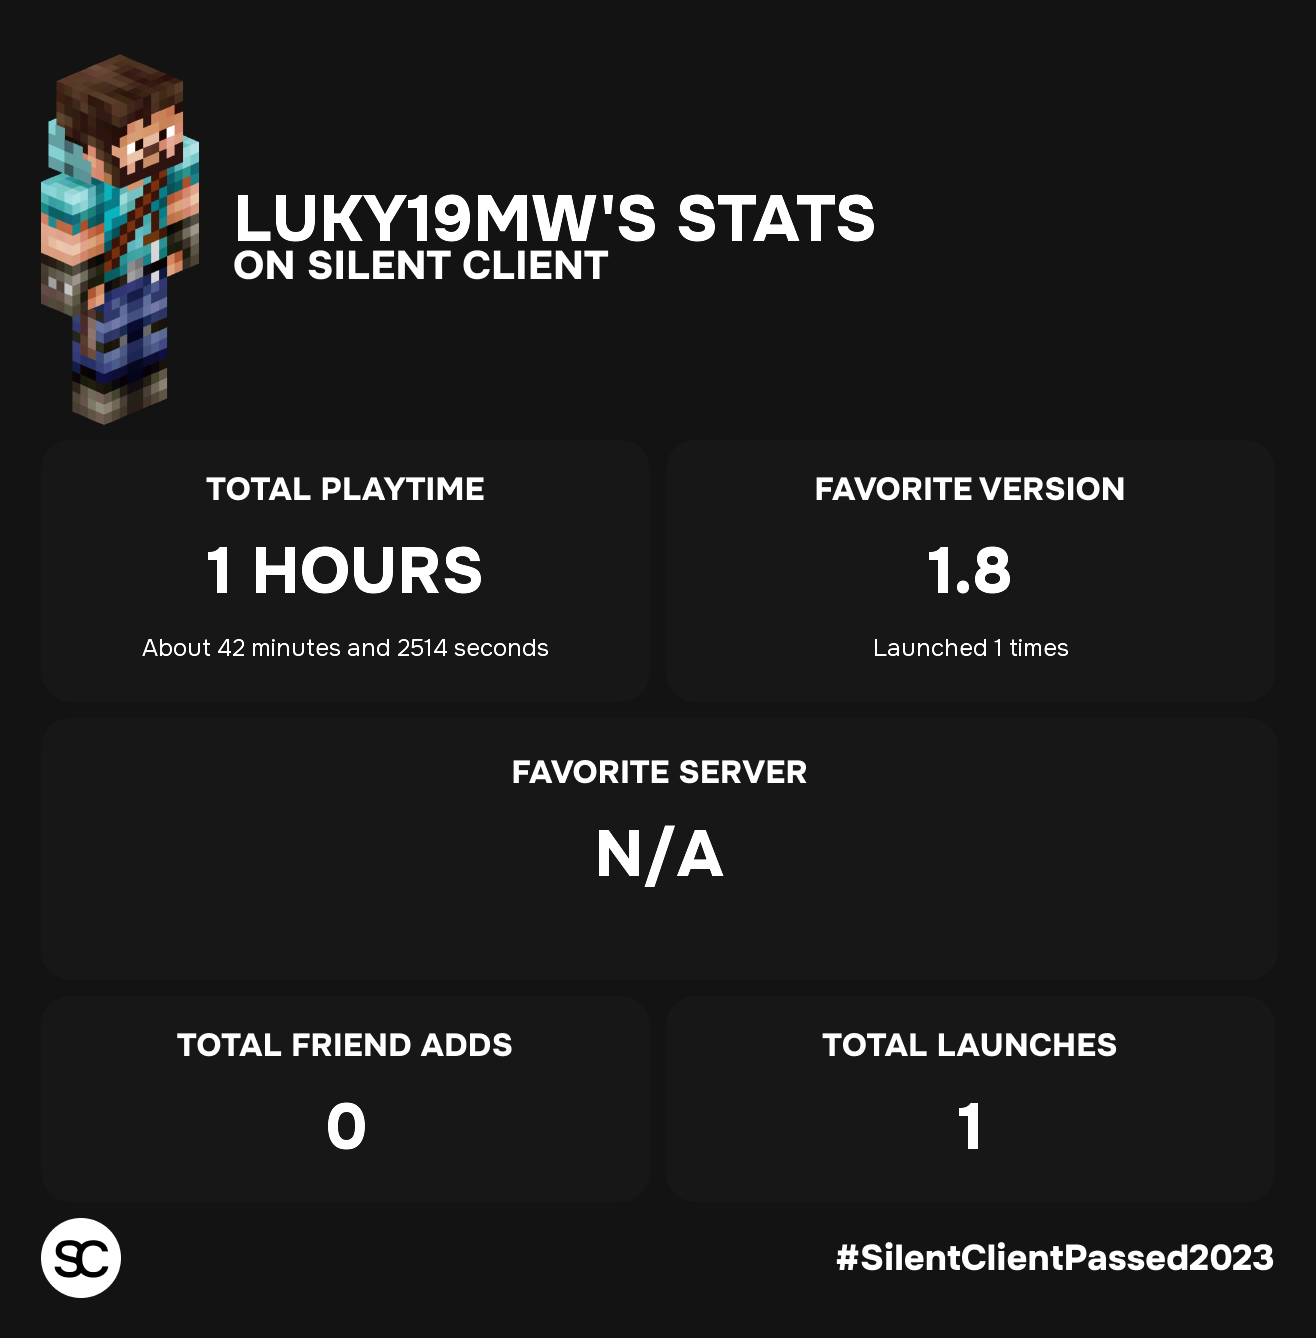 LUKY19MW'S STATS
ON SILENT CLIENT
TOTAL PLAYTIME
1 HOURS
About 42 minutes and 2514 seconds
FAVORITE VERSION
1.8
Launched 1 times
FAVORITE SERVER
N/A
TOTAL FRIEND ADDS
0
TOTAL LAUNCHES
1
SC
#SilentClientPassed2023